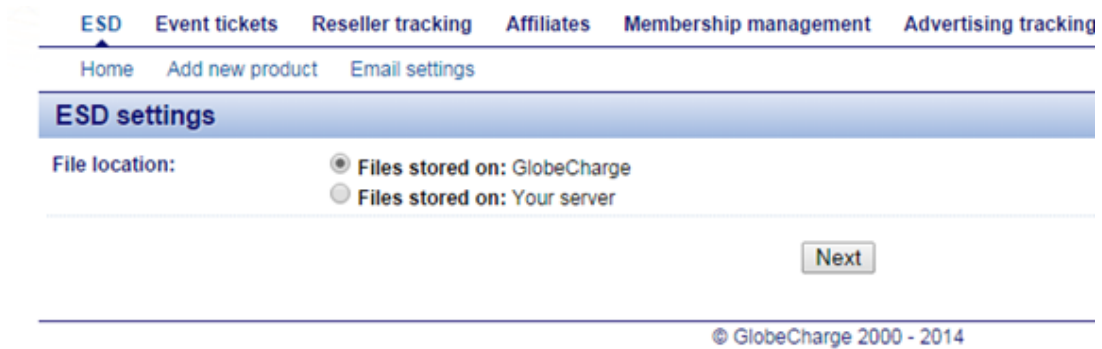 ESD Event tickets Reseller tracking Affiliates Membership management Advertising tracking
Home Add new product Email settings
ESD settings
File location: Files stored on: GlobeCharge
Files stored on: Your server
Next
© GlobeCharge 2000 - 2014